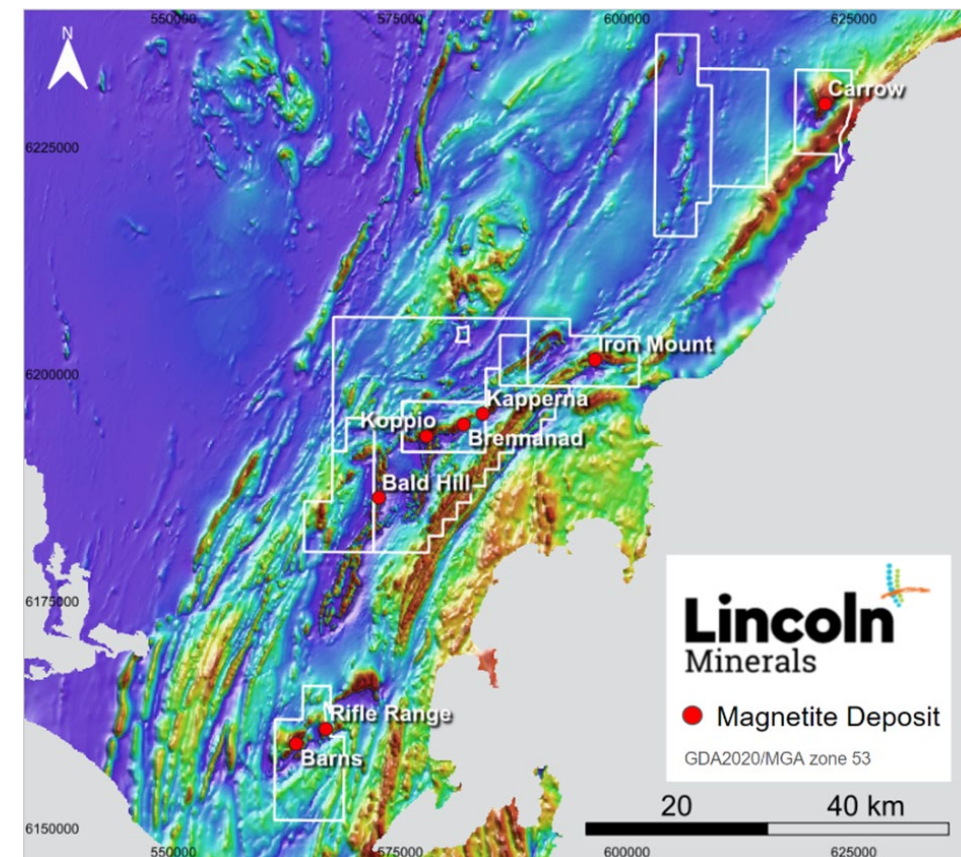 550000 575000 600000 625000
N
Carrow
6225000
Iron Mount
6200000
Kapperna
Koppio
Brennanad
Bald Hill
6175000
Lincoln
Minerals
Magnetite Deposit
GDA2020/MGA zone 53
Rifle Range
Barns
20 40 km
6150000
550000 575000 600000 625000